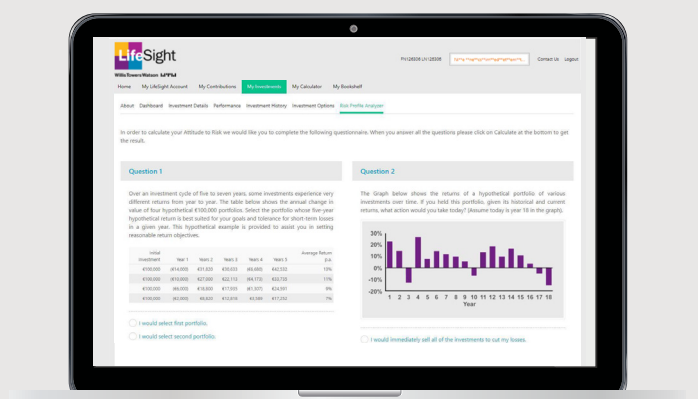 LifeSight
WillisTowersWatson
Contact Us Logout
Home My LifeSight Account My Contributions My Investments My Calculator My Bookshelf
About Dashboard Investment Details Performance Investment History Investment Options Risk Profile Analyser
In order to calculate your Attitude to Risk we would like you to complete the following questionnaire. When you answer all the questions please click on Calculate at the bottom to get
the result.
Question 1
Over an investment cycle of five to seven years, some investments experience very
different returns from year to year. The table below shows the annual change in
value of four hypothetical €100,000 portfolios. Select the portfolio whose five-year
hypothetical return is best suited for your goals and tolerance for short-term losses
in a given year. This hypothetical example is provided to assist you in setting
reasonable return objectives.
Initial
Investment Year 1 Years 2 Years 3 Years 4 Years 5 Average Return
p.a.
€100,000
€100,000
€100,000
€100,000
I would select first portfolio.
I would select second portfolio.
Question 2
The Graph below shows the returns of a hypothetical portfolio of various
investments over time. If you held this portfolio, given its historical and current
returns, what action would you take today? (Assume today is year 18 in the graph).
30%
20%
10%
0%
-10%
-20%
1 2 3 4 5 6 7 8 9 10 11 12 13 14 15 16 17 18
Year
I would immediately sell all of the investments to cut my losses.